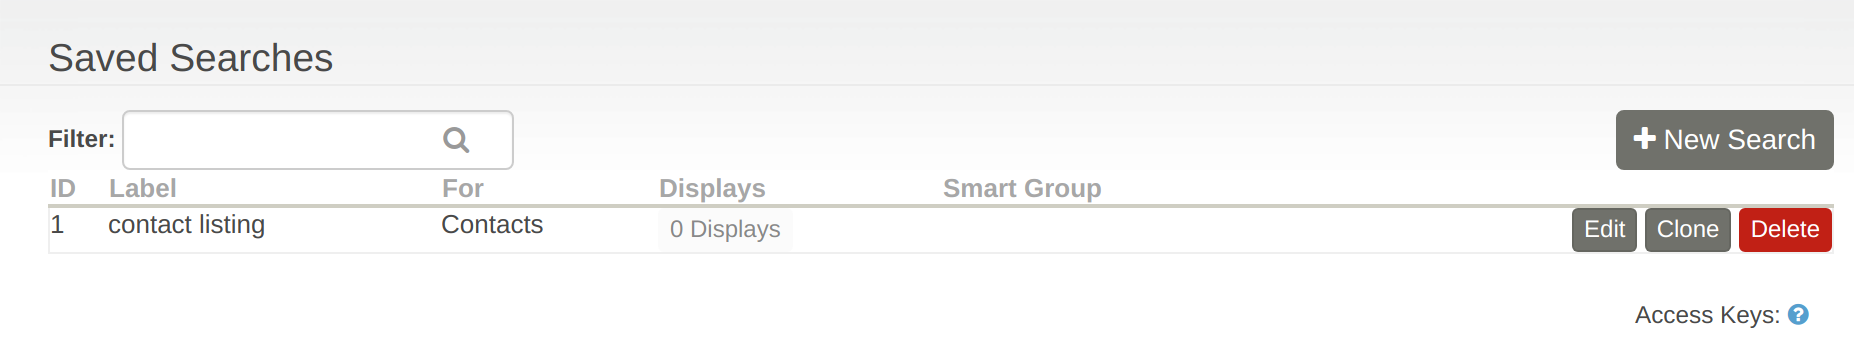 Saved Searches
Filter:
New Search
ID Label For Displays Smart Group
1 contact listing Contacts 0 Displays Edit Clone Delete
Access Keys: ?